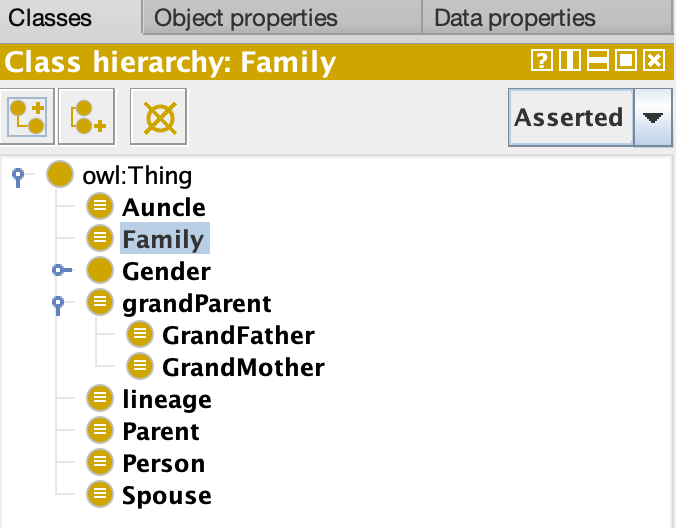 Classes Object properties Data properties
Class hierarchy: Family
Asserted
owl:Thing
Auncle
Family
Gender
grandParent
GrandFather
GrandMother
lineage
Parent
Person
Spouse